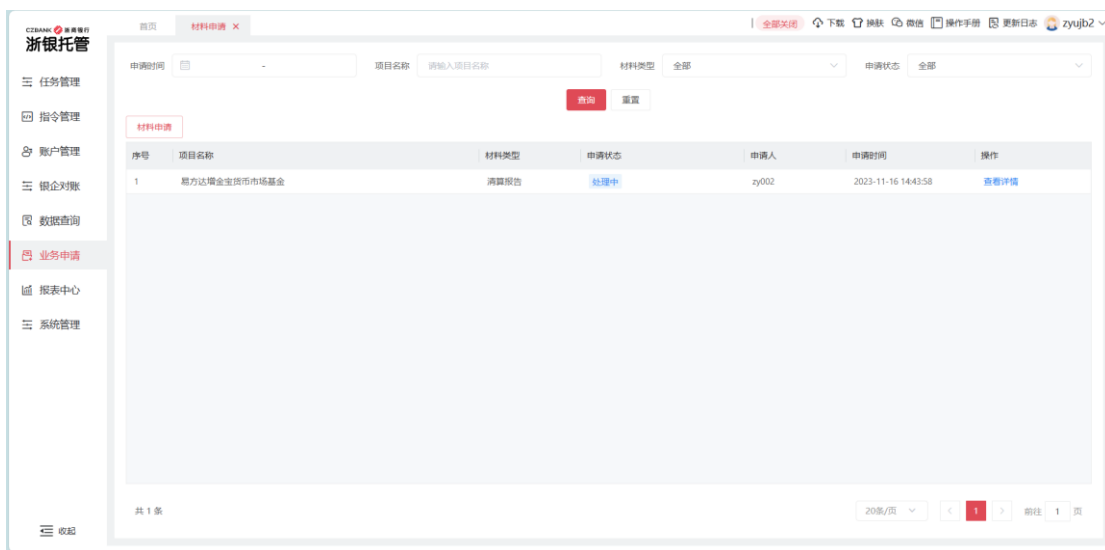 CZBANK 浙商银行
浙银托管
首页 材料申请 ×
全部关闭 下载 换肤 微信 操作手册 更新日志 zyujb2
任务管理
指令管理
账户管理
银企对账
数据查询
业务申请
报表中心
系统管理
收起
申请时间 - 项目名称 请输入项目名称 材料类型 全部 申请状态 全部
查询 重置
材料申请
序号 项目名称 材料类型 申请状态 申请人 申请时间 操作
1 易方达增金宝货币市场基金 清算报告 处理中 zy002 2023-11-16 14:43:58 查看详情
共 1 条 20条/页 < 1 > 前往 1 页